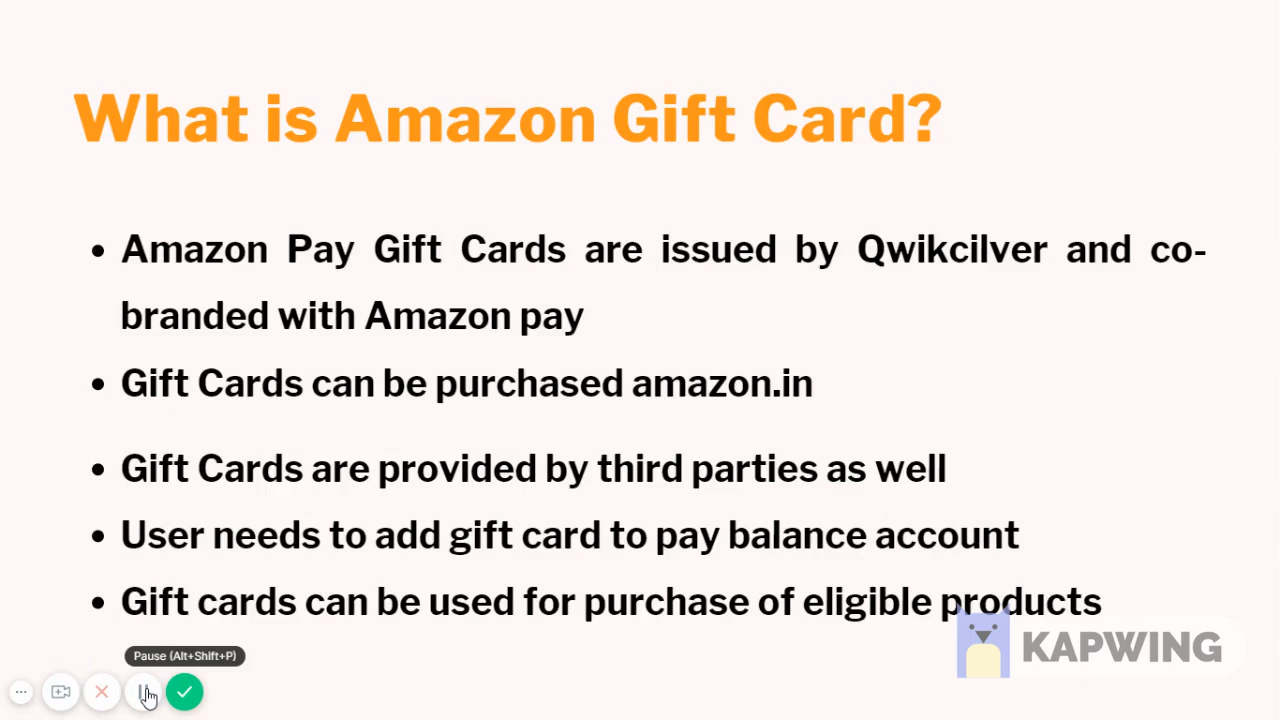 What is Amazon Gift Card?
• Amazon Pay Gift Cards are issued by Qwikcilver and co-
branded with Amazon pay
• Gift Cards can be purchased amazon.in
• Gift Cards are provided by third parties as well
• User needs to add gift card to pay balance account
• Gift cards can be used for purchase of eligible products
KAPWING
Pause (Alt+Shift+P)